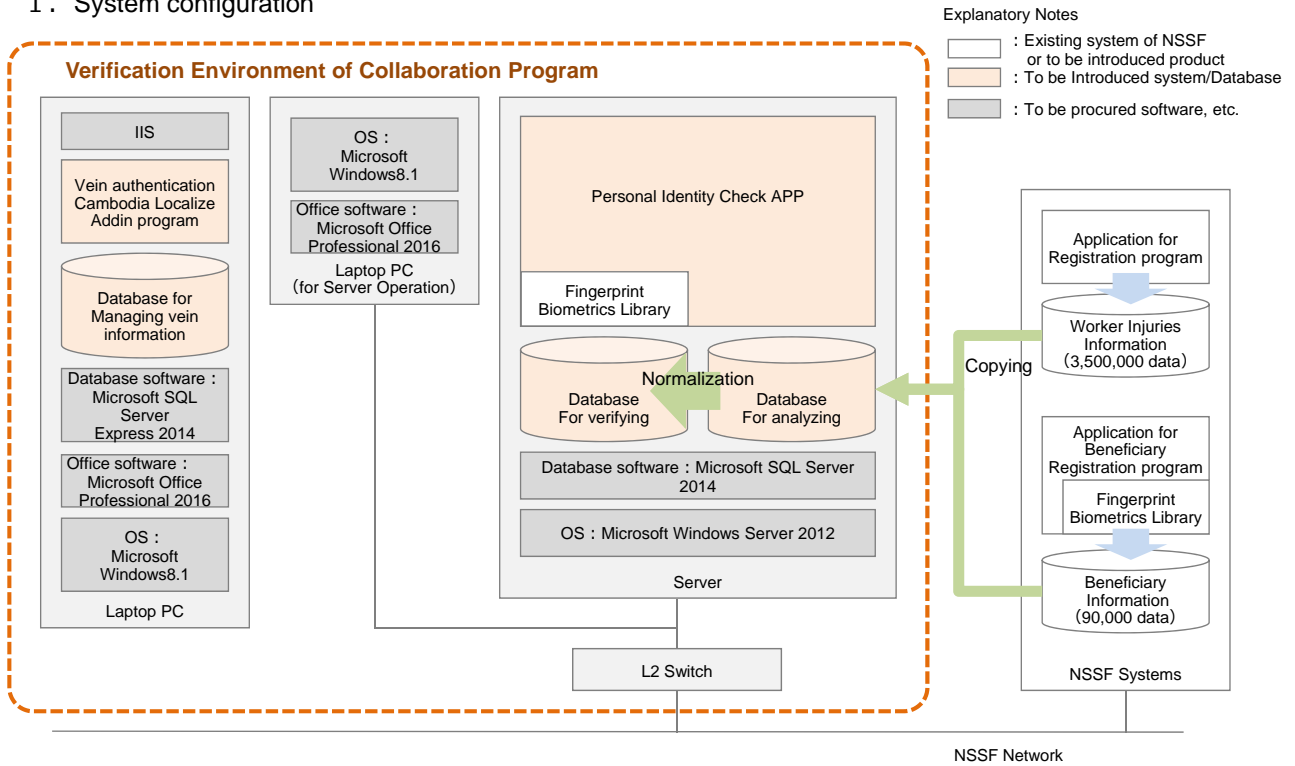 1．System configuration
Explanatory Notes
：Existing system of NSSF
or to be introduced product
：To be Introduced system/Database
：To be procured software, etc.
Verification Environment of Collaboration Program
IIS
Vein authentication
Cambodia Localize
Addin program
Database for
Managing vein
information
Database software：
Microsoft SQL
Server
Express 2014
Office software：
Microsoft Office
Professional 2016
OS：
Microsoft
Windows8.1
Laptop PC
OS：
Microsoft
Windows8.1
Office software：
Microsoft Office
Professional 2016
Laptop PC
（for Server Operation）
Personal Identity Check APP
Fingerprint
Biometrics Library
Normalization
Database
For verifying
Database
For analyzing
Database software：Microsoft SQL Server
2014
OS：Microsoft Windows Server 2012
Server
L2 Switch
Copying
Application for
Registration program
Worker Injuries
Information
（3,500,000 data）
Application for
Beneficiary
Registration program
Fingerprint
Biometrics Library
Beneficiary
Information
（90,000 data）
NSSF Systems
NSSF Network